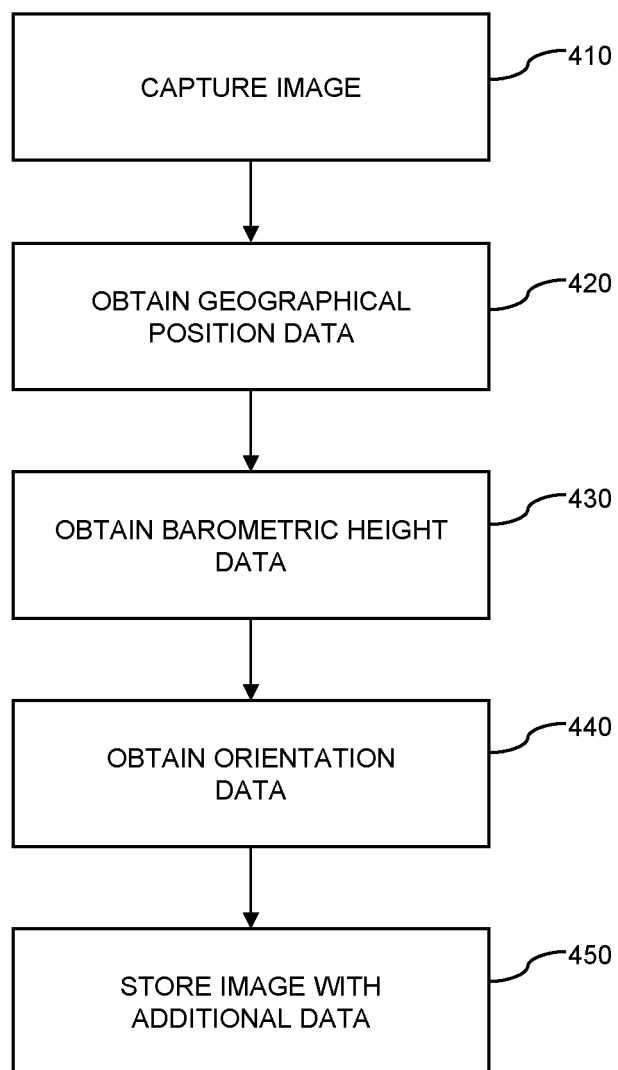 CAPTURE IMAGE
410
OBTAIN GEOGRAPHICAL
POSITION DATA
420
OBTAIN BAROMETRIC HEIGHT
DATA
430
OBTAIN ORIENTATION
DATA
440
STORE IMAGE WITH
ADDITIONAL DATA
450